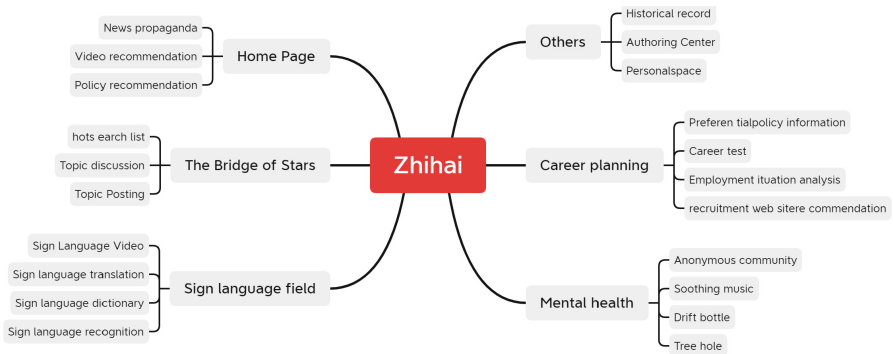 Zhihai
Home Page
News propaganda
Video recommendation
Policy recommendation
The Bridge of Stars
hots earch list
Topic discussion
Topic Posting
Sign language field
Sign Language Video
Sign language translation
Sign language dictionary
Sign language recognition
Others
Historical record
Authoring Center
Personalspace
Career planning
Preferen tialpolicy information
Career test
Employment ituation analysis
recruitment web sitere commendation
Mental health
Anonymous community
Soothing music
Drift bottle
Tree hole